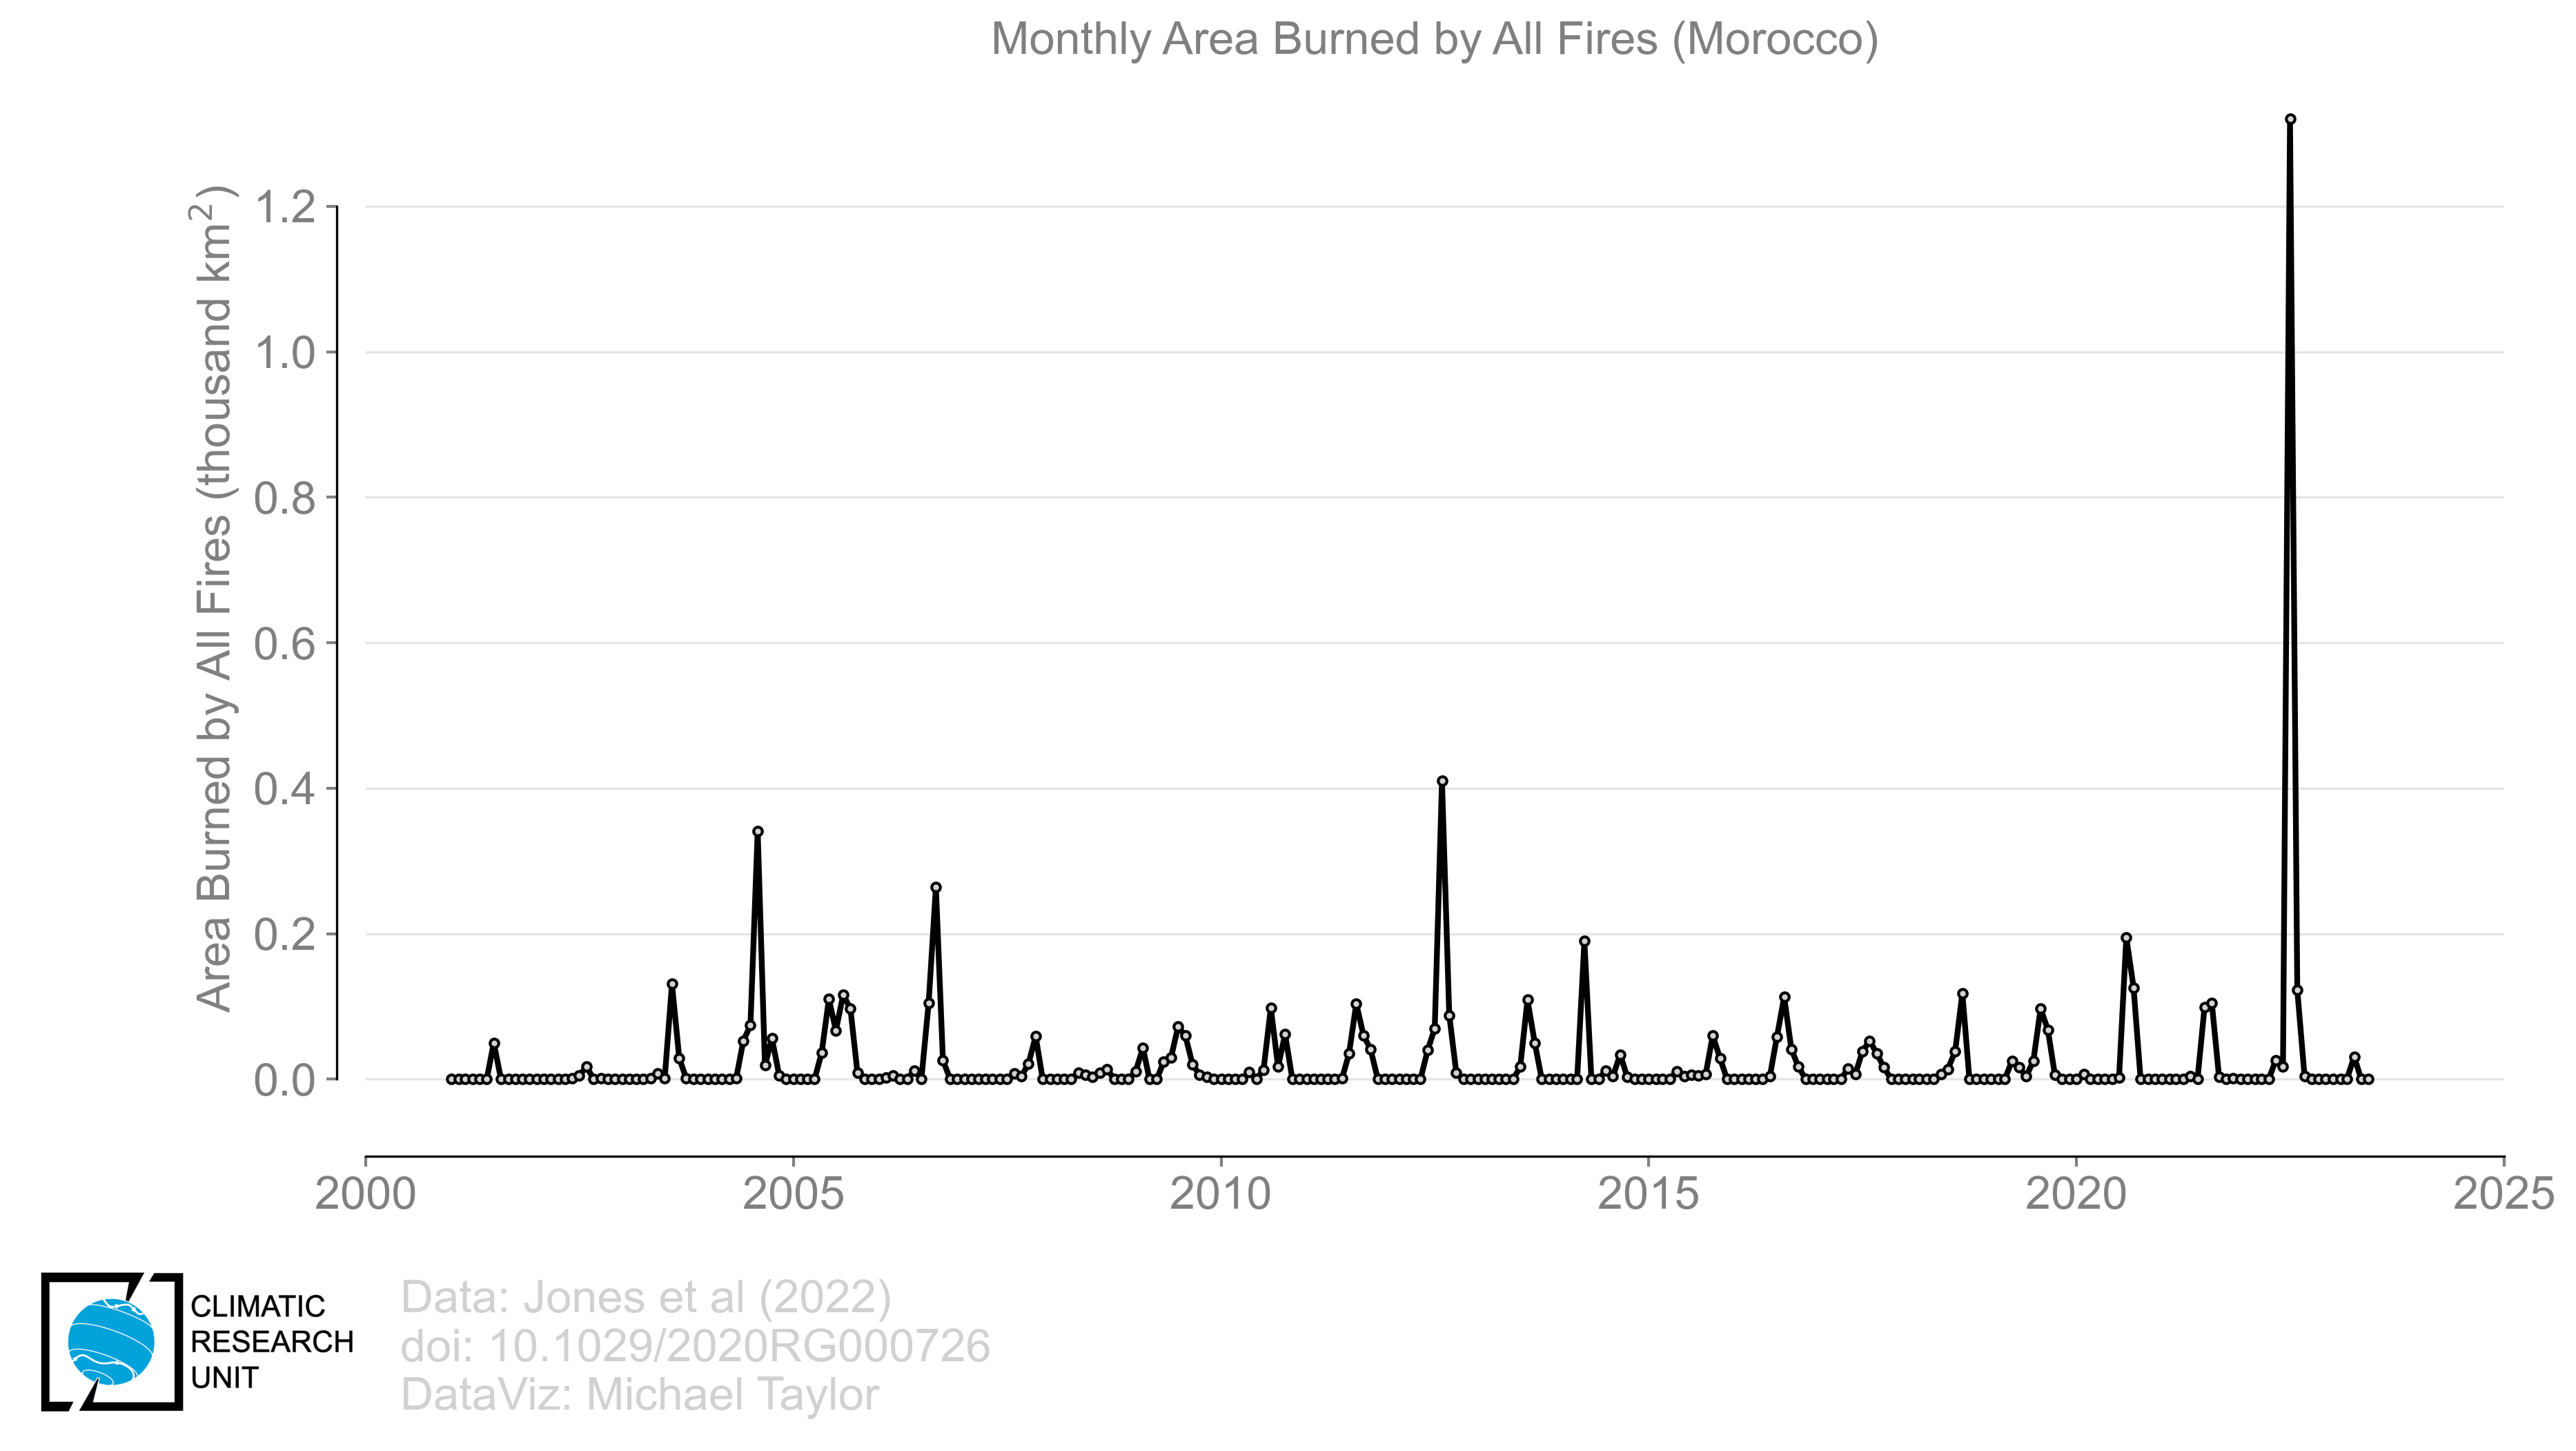 Monthly Area Burned by All Fires (Morocco)
Area Burned by All Fires (thousand km²)
1.2
1.0
0.8
0.6
0.4
0.2
0.0
2000 2005 2010 2015 2020 2025
CLIMATIC
RESEARCH
UNIT
Data: Jones et al (2022)
doi: 10.1029/2020RG000726
DataViz: Michael Taylor